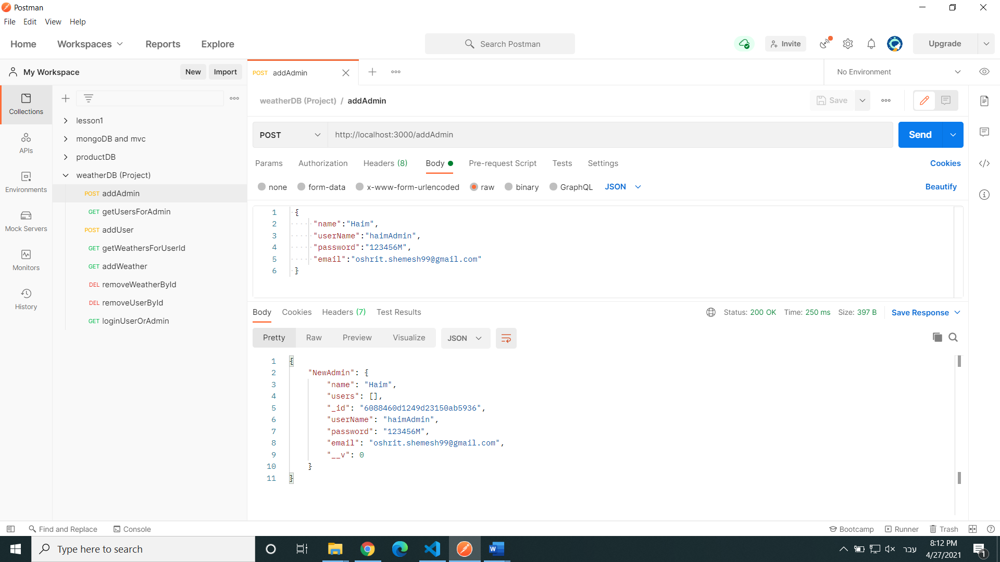 Postman
File Edit View Help
Home Workspaces Reports Explore Search Postman Invite Upgrade
My Workspace New Import POST addAdmin No Environment
Collections
APIs
Environments
Mock Servers
Monitors
History
lesson1
mongoDB and mvc
productDB
weatherDB (Project)
POST addAdmin
GET getUsersForAdmin
POST addUser
GET getWeathersForUserId
GET addWeather
DEL removeWeatherById
DEL removeUserById
GET loginUserOrAdmin
weatherDB (Project) / addAdmin Save
POST http://localhost:3000/addAdmin Send
Params Authorization Headers (8) Body Pre-request Script Tests Settings Cookies
none form-data x-www-form-urlencoded raw binary GraphQL JSON Beautify
1 {
2 "name":"Haim",
3 "userName":"haimAdmin",
4 "password":"123456M",
5 "email":"oshrit.shemesh99@gmail.com"
6 }
Body Cookies Headers (7) Test Results Status: 200 OK Time: 250 ms Size: 397 B Save Response
Pretty Raw Preview Visualize JSON
1 {
2 "NewAdmin": {
3 "name": "Haim",
4 "users": [],
5 "_id": "6088460d1249d23150ab5936",
6 "userName": "haimAdmin",
7 "password": "123456M",
8 "email": "oshrit.shemesh99@gmail.com",
9 "__v": 0
10 }
11 }
Find and Replace Console Bootcamp Runner Trash
Type here to search עבר 8:12 PM
4/27/2021 1